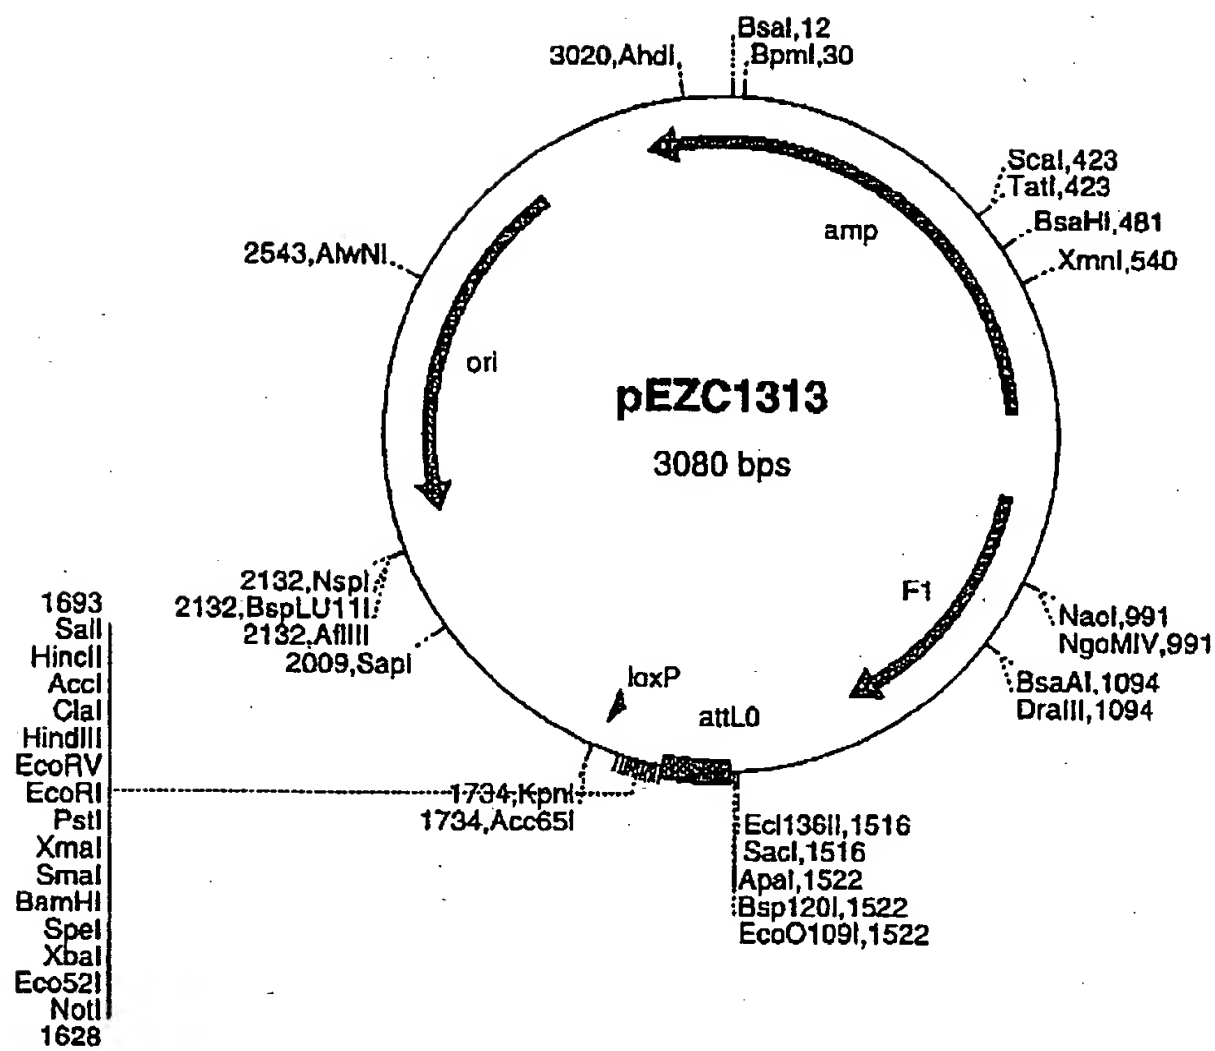 BsaI,12
3020,AhdI
BpmI,30
ScaI,423
TatI,423
BsaHI,481
XmnI,540
2543,AlwNI
amp
ori
pEZC1313
3080 bps
2132,NspI
2132,BspLU11I
2132,AflIII
2009,SapI
F1
NaoI,991
NgoMIV,991
BsaAI,1094
DraIII,1094
loxP
attL0
1734,KpnI
1734,Acc65I
Ecl136II,1516
SacI,1516
ApaI,1522
Bsp120I,1522
EcoO109I,1522
1693
SalI
HincII
AccI
ClaI
HindIII
EcoRV
EcoRI
PstI
XmaI
SmaI
BamHI
SpeI
XbaI
Eco52I
NotI
1628